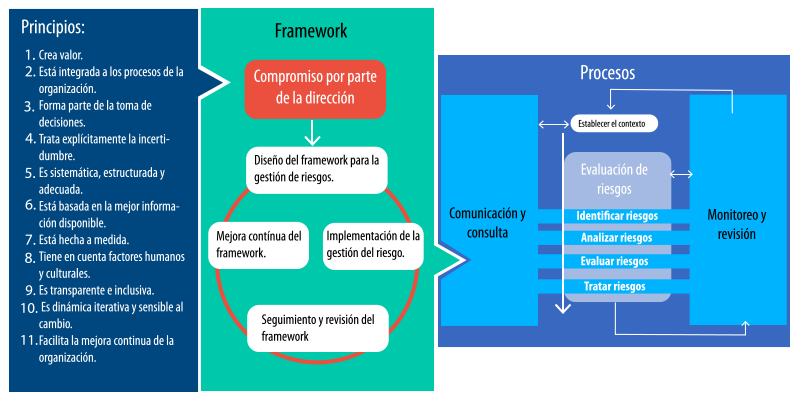 Principios:
1. Crea valor.
2. Está integrada a los procesos de la
organización.
3. Forma parte de la toma de
decisiones.
4. Trata explícitamente la incerti-
dumbre.
5. Es sistemática, estructurada y
adecuada.
6. Está basada en la mejor informa-
ción disponible.
7. Está hecha a medida.
8. Tiene en cuenta factores humanos
y culturales.
9. Es transparente e inclusiva.
10. Es dinámica iterativa y sensible al
cambio.
11. Facilita la mejora continua de la
organización.
Framework
Compromiso por parte
de la dirección
Diseño del framework para la
gestión de riesgos.
Mejora contínua del
framework.
Implementación de la
gestión del riesgo.
Seguimiento y revisión del
framework
Procesos
Establecer el contexto
Evaluación de
riesgos
Comunicación y
consulta
Identificar riesgos
Analizar riesgos
Evaluar riesgos
Tratar riesgos
Monitoreo y
revisión